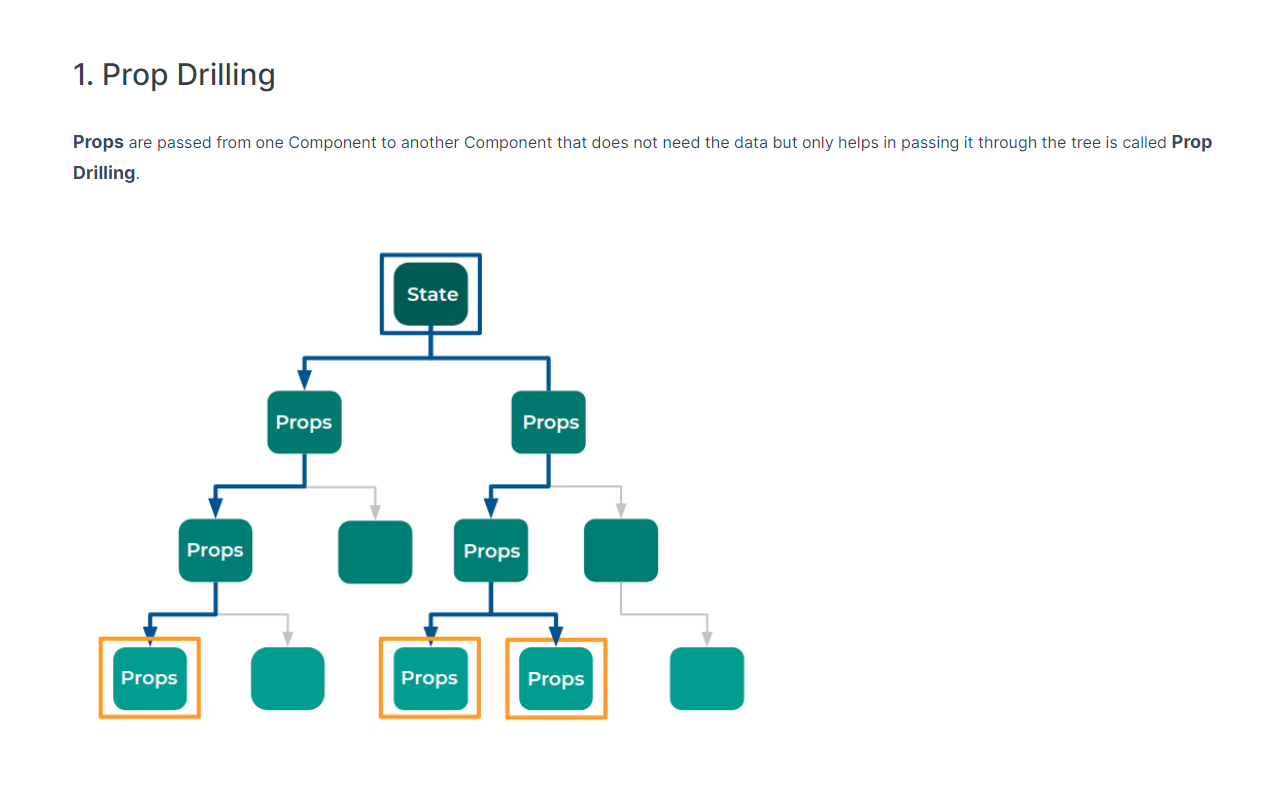 1. Prop Drilling
Props are passed from one Component to another Component that does not need the data but only helps in passing it through the tree is called Prop
Drilling.
State
Props
Props
Props
Props
Props
Props
Props